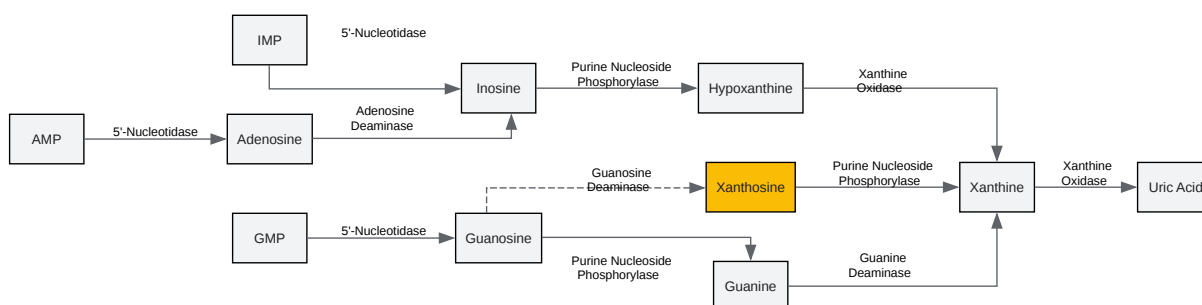 IMP
5'-Nucleotidase
Inosine
Purine Nucleoside
Phosphorylase
Hypoxanthine
Xanthine
Oxidase
AMP
5'-Nucleotidase
Adenosine
Adenosine
Deaminase
Guanosine
Deaminase
Xanthosine
Purine Nucleoside
Phosphorylase
Xanthine
Xanthine
Oxidase
Uric Acid
GMP
5'-Nucleotidase
Guanosine
Purine Nucleoside
Phosphorylase
Guanine
Guanine
Deaminase